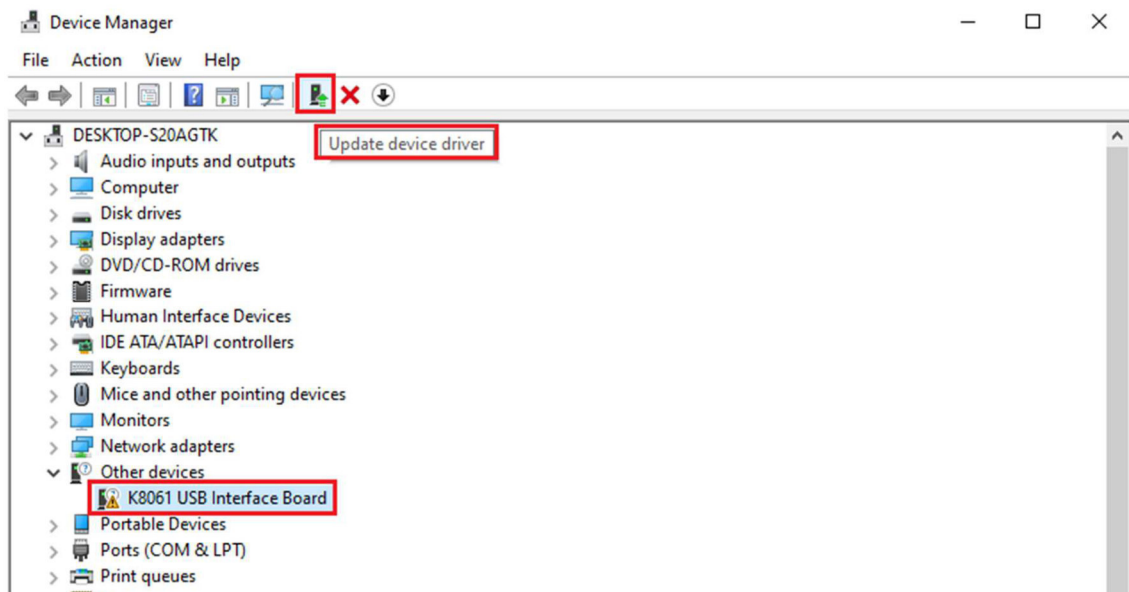 Device Manager
File Action View Help
DESKTOP-S20AGTK
Update device driver
Audio inputs and outputs
Computer
Disk drives
Display adapters
DVD/CD-ROM drives
Firmware
Human Interface Devices
IDE ATA/ATAPI controllers
Keyboards
Mice and other pointing devices
Monitors
Network adapters
Other devices
K8061 USB Interface Board
Portable Devices
Ports (COM & LPT)
Print queues